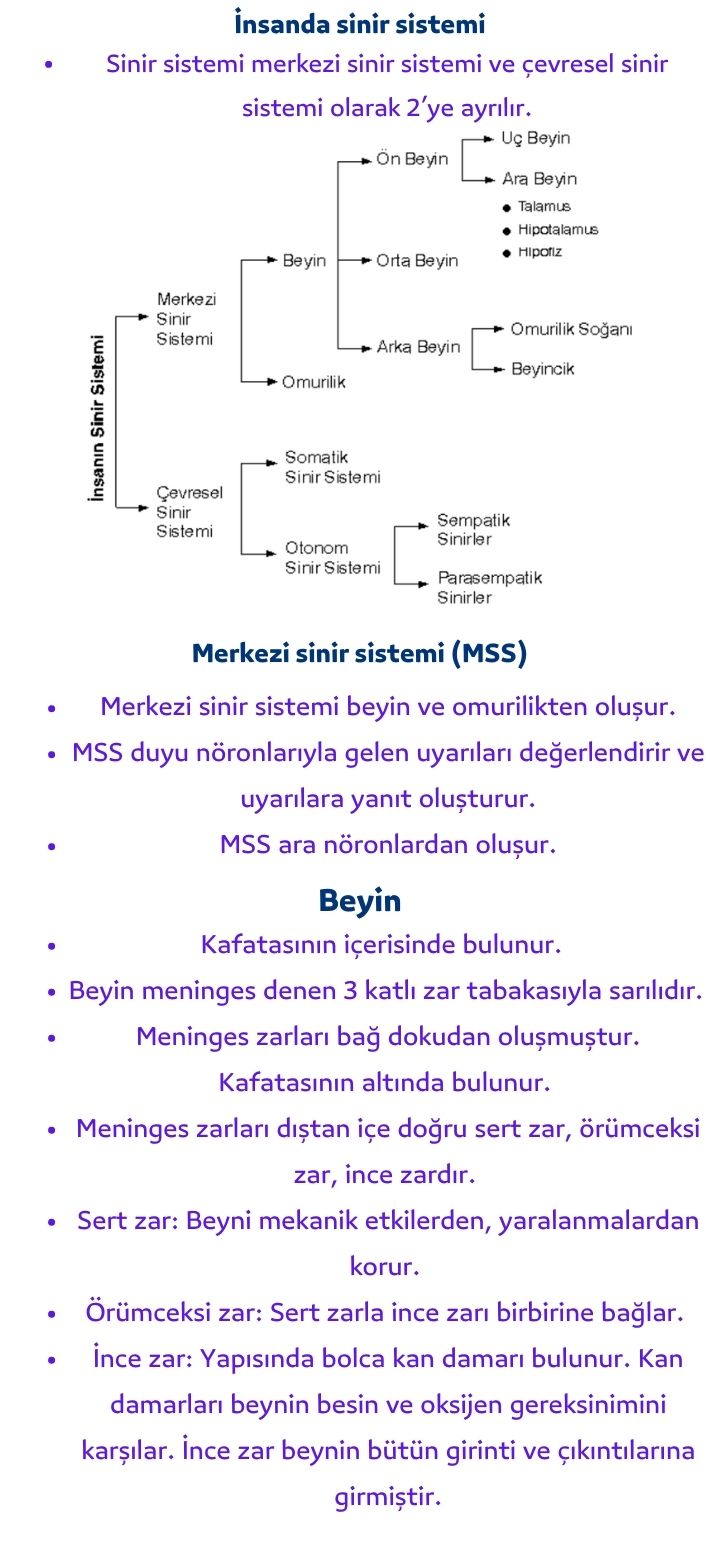 İnsanda sinir sistemi
• Sinir sistemi merkezi sinir sistemi ve çevresel sinir
sistemi olarak 2'ye ayrılır.
İnsanın Sinir Sistemi
Merkezi
Sinir
Sistemi
Beyin
Ön Beyin
Uç Beyin
Ara Beyin
• Talamus
• Hipotalamus
• Hipofiz
Orta Beyin
Arka Beyin
Omurilik Soğanı
Beyincik
Omurilik
Çevresel
Sinir
Sistemi
Somatik
Sinir Sistemi
Otonom
Sinir Sistemi
Sempatik
Sinirler
Parasempatik
Sinirler
Merkezi sinir sistemi (MSS)
• Merkezi sinir sistemi beyin ve omurilikten oluşur.
• MSS duyu nöronlarıyla gelen uyarıları değerlendirir ve
uyarılara yanıt oluşturur.
• MSS ara nöronlardan oluşur.
Beyin
• Kafatasının içerisinde bulunur.
• Beyin meninges denen 3 katlı zar tabakasıyla sarılıdır.
• Meninges zarları bağ dokudan oluşmuştur.
Kafatasının altında bulunur.
• Meninges zarları dıştan içe doğru sert zar, örümceksi
zar, ince zardır.
• Sert zar: Beyni mekanik etkilerden, yaralanmalardan
korur.
• Örümceksi zar: Sert zarla ince zarı birbirine bağlar.
• İnce zar: Yapısında bolca kan damarı bulunur. Kan
damarları beynin besin ve oksijen gereksinimini
karşılar. İnce zar beynin bütün girinti ve çıkıntılarına
girmiştir.